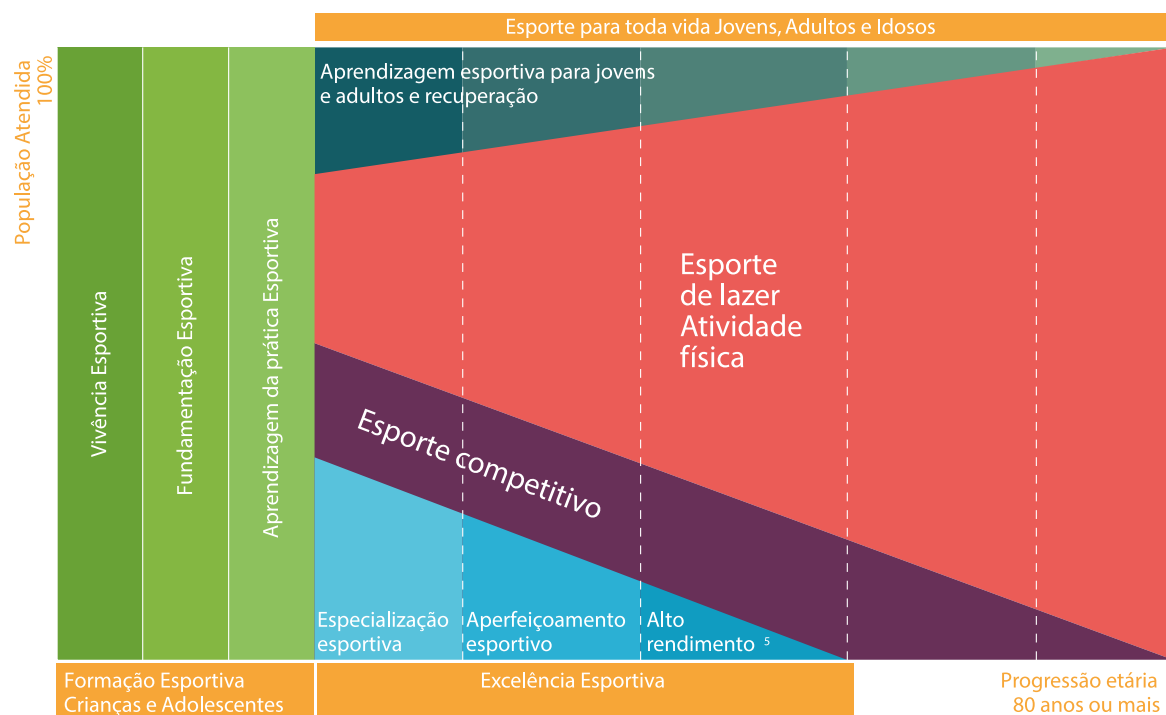 Esporte para toda vida Jovens, Adultos e Idosos
População Atendida
100%
Aprendizagem esportiva para jovens
e adultos e recuperação
Vivência Esportiva
Fundamentação Esportiva
Aprendizagem da prática Esportiva
Esporte
de lazer
Atividade
física
Esporte competitivo
Especialização
esportiva
Aperfeiçoamento
esportivo
Alto
rendimento 5
Formação Esportiva
Crianças e Adolescentes
Excelência Esportiva
Progressão etária
80 anos ou mais